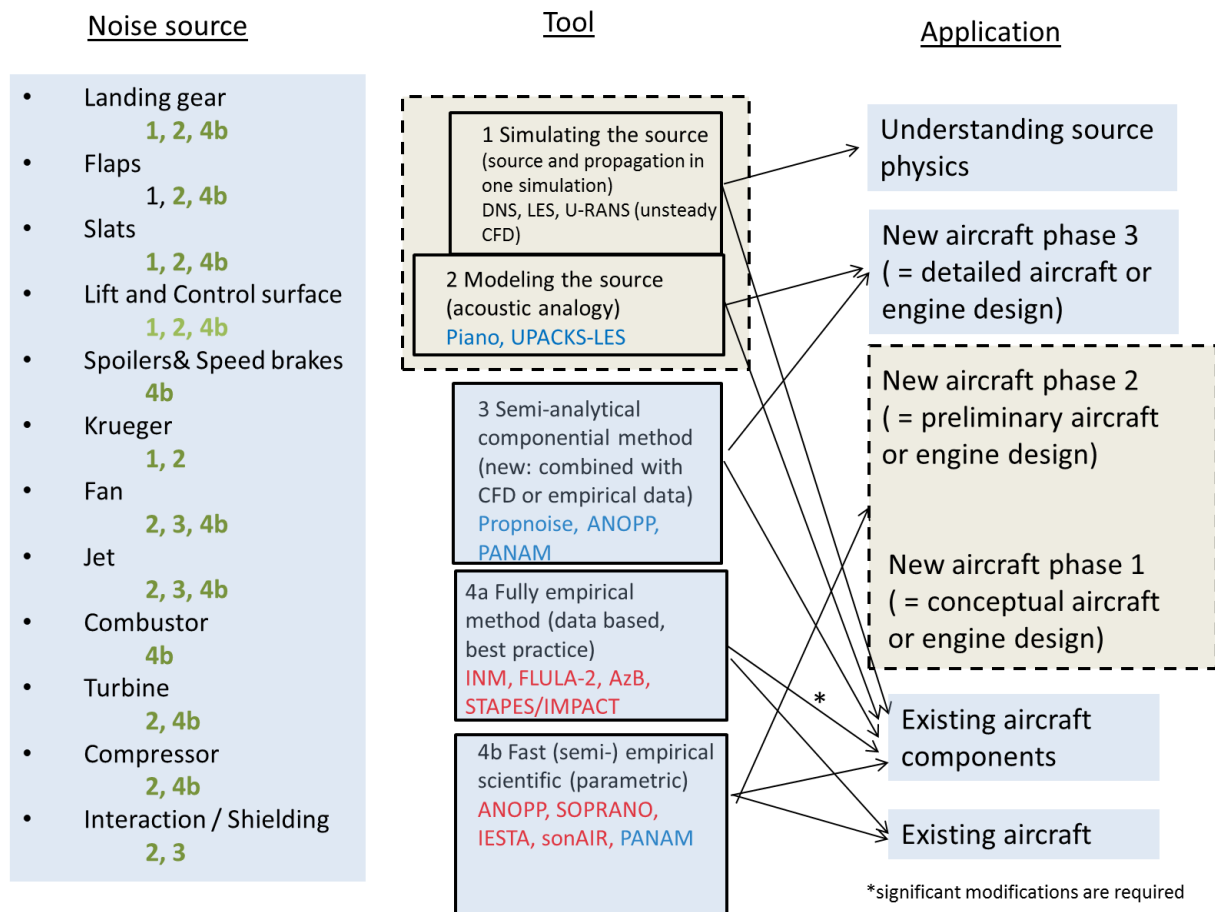 Noise source
• Landing gear
1, 2, 4b
• Flaps
1, 2, 4b
• Slats
1, 2, 4b
• Lift and Control surface
1, 2, 4b
• Spoilers& Speed brakes
4b
• Krueger
1, 2
• Fan
2, 3, 4b
• Jet
2, 3, 4b
• Combustor
4b
• Turbine
2, 4b
• Compressor
2, 4b
• Interaction / Shielding
2, 3
Tool
1 Simulating the source
(source and propagation in
one simulation)
DNS, LES, U-RANS (unsteady
CFD)
2 Modeling the source
(acoustic analogy)
Piano, UPACKS-LES
3 Semi-analytical
componential method
(new: combined with
CFD or empirical data)
Propnoise, ANOPP,
PANAM
4a Fully empirical
method (data based,
best practice)
INM, FLULA-2, AzB,
STAPES/IMPACT
4b Fast (semi-) empirical
scientific (parametric)
ANOPP, SOPRANO,
IESTA, sonAIR, PANAM
*
Application
Understanding source
physics
New aircraft phase 3
( = detailed aircraft or
engine design)
New aircraft phase 2
( = preliminary aircraft
or engine design)
New aircraft phase 1
( = conceptual aircraft
or engine design)
Existing aircraft
components
Existing aircraft
*significant modifications are required